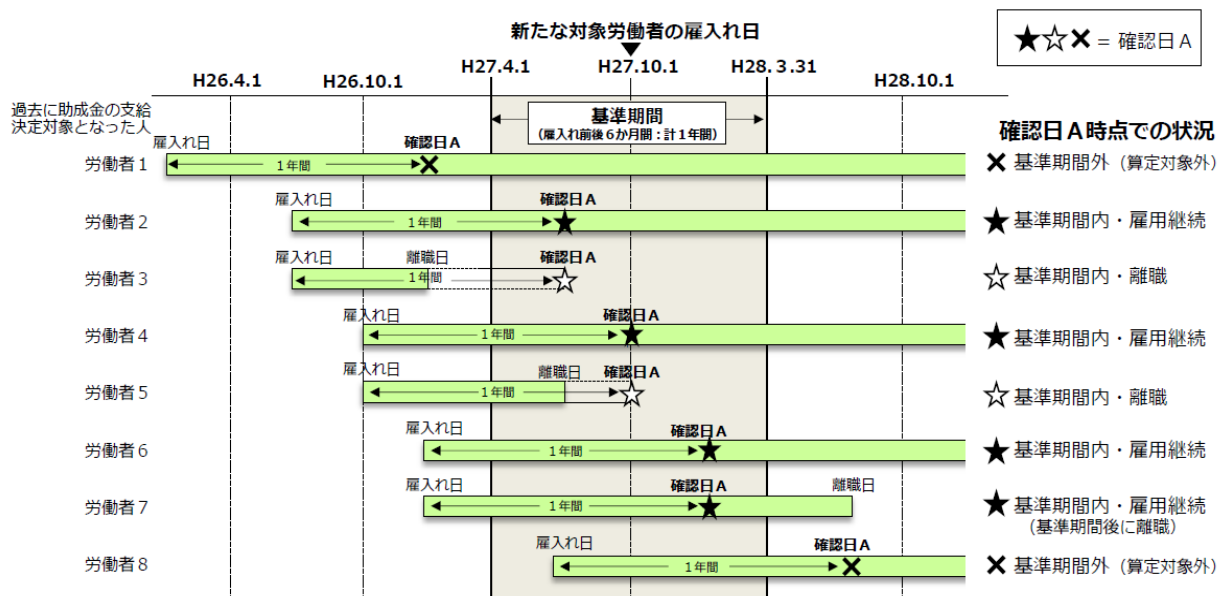 新たな対象労働者の雇入れ日
★☆✖ = 確認日A
H26.4.1
H26.10.1
H27.4.1
H27.10.1
H28.3.31
H28.10.1
過去に助成金の支給
決定対象となった人
基準期間
(雇入れ前後6か月間:計1年間)
確認日A時点での状況
労働者1
雇入れ日
1年間
確認日A
✖ 基準期間外 (算定対象外)
労働者2
雇入れ日
1年間
確認日A
★ 基準期間内・雇用継続
労働者3
雇入れ日
離職日
1年間
確認日A
☆ 基準期間内・離職
労働者4
雇入れ日
1年間
確認日A
★ 基準期間内・雇用継続
労働者5
雇入れ日
1年間
離職日
確認日A
☆ 基準期間内・離職
労働者6
雇入れ日
1年間
確認日A
★ 基準期間内・雇用継続
労働者7
雇入れ日
1年間
確認日A
離職日
★ 基準期間内・雇用継続
(基準期間後に離職)
労働者8
雇入れ日
1年間
確認日A
✖ 基準期間外 (算定対象外)